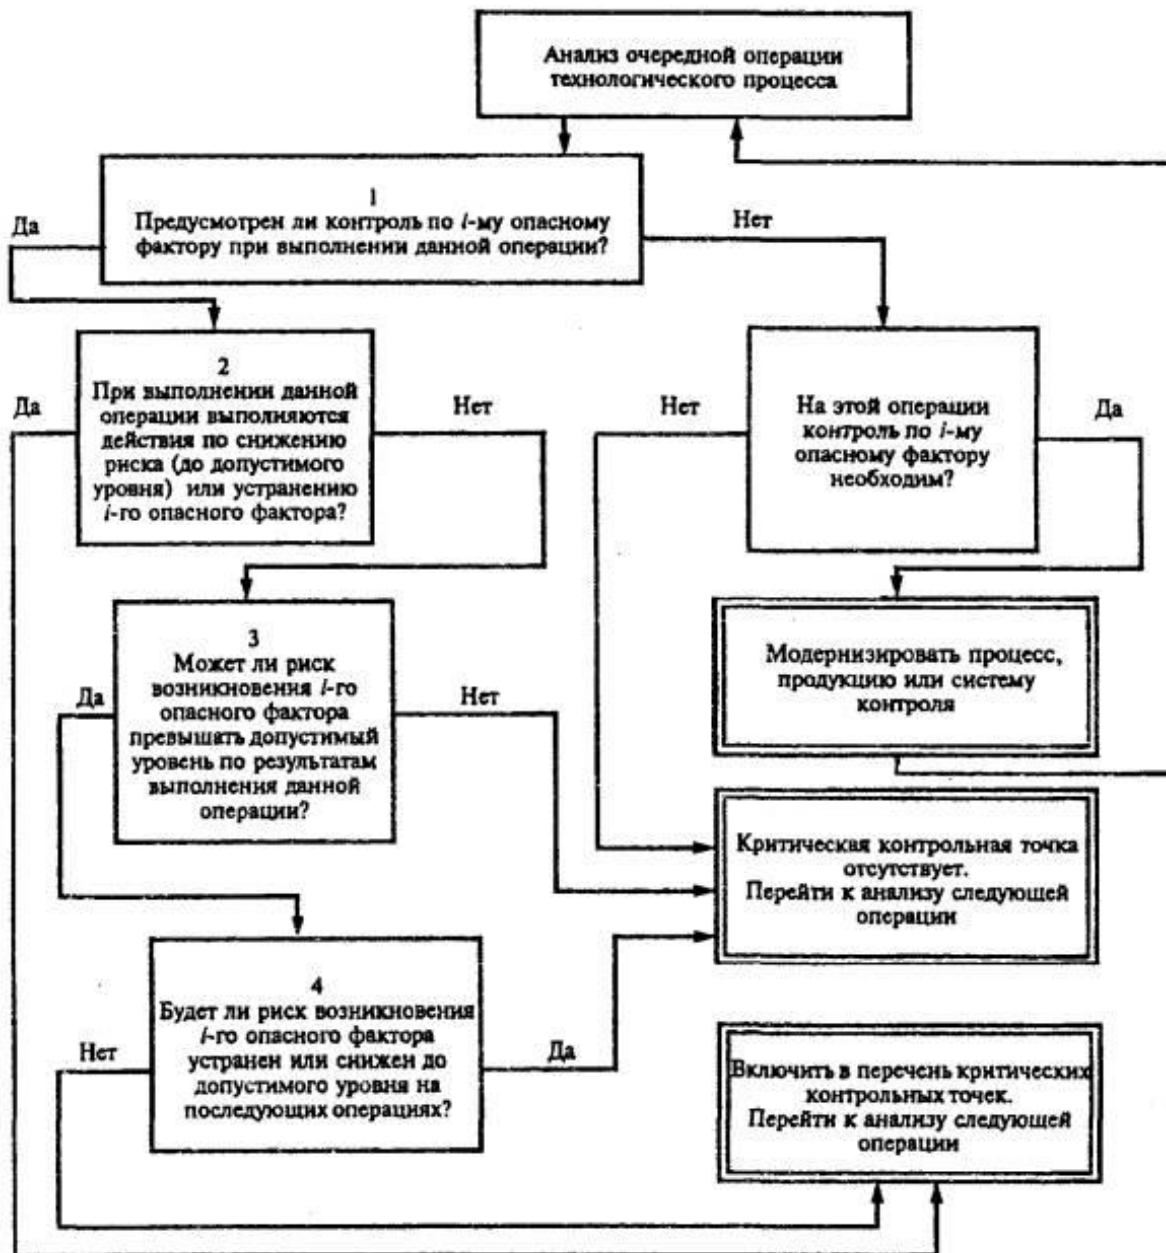 Анализ очередной операции
технологического процесса
1
Предусмотрен ли контроль по i-му опасному
фактору при выполнении данной операции?
Да
Нет
2
При выполнении данной
операции выполняются
действия по снижению
риска (до допустимого
уровня) или устранению
i-го опасного фактора?
Да
Нет
На этой операции
контроль по i-му
опасному фактору
необходим?
Нет
Да
3
Может ли риск
возникновения i-го
опасного фактора
превышать допустимый
уровень по результатам
выполнения данной
операции?
Да
Нет
Модернизировать процесс,
продукцию или систему
контроля
Критическая контрольная точка
отсутствует.
Перейти к анализу следующей
операции
4
Будет ли риск возникновения
i-го опасного фактора
устранен или снижен до
допустимого уровня на
последующих операциях?
Нет
Да
Включить в перечень критических
контрольных точек.
Перейти к анализу следующей
операции